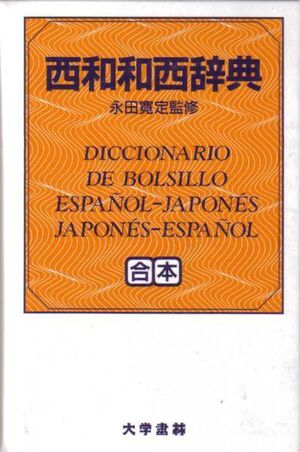 西和和西辞典
永田寛定監修
DICCIONARIO
DE BOLSILLO
ESPAÑOL-JAPONÉS
JAPONÉS-ESPAÑOL
合本
大学書林